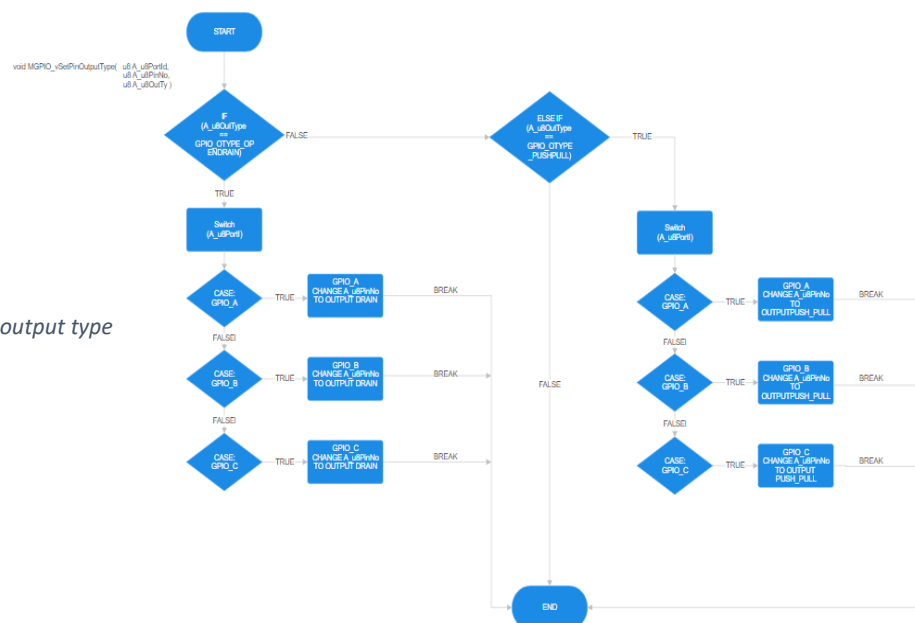 START
void MGPIO_vSetPinOutputType( u8 A_u8PortId,
u8 A_u8PinNo,
u8 A_u8OutTy )
IF
(A_u8OutType
==
GPIO_OTYPE_OP
ENDRAIN)
FALSE
ELSE IF
(A_u8OutType
==
GPIO_OTYPE
_PUSHPULL)
TRUE
TRUE
Switch
(A_u8PortI)
Switch
(A_u8PortI)
CASE:
GPIO_A
TRUE
GPIO_A
CHANGE A_u8PinNo
TO OUTPUT DRAIN
BREAK
CASE:
GPIO_A
TRUE
GPIO_A
CHANGE A_u8PinNo
TO
OUTPUTPUSH_PULL
BREAK
output type
FALSEI
FALSEI
CASE:
GPIO_B
TRUE
GPIO_B
CHANGE A_u8PinNo
TO OUTPUT DRAIN
BREAK
FALSE
CASE:
GPIO_B
TRUE
GPIO_B
CHANGE A_u8PinNo
TO
OUTPUTPUSH_PULL
BREAK
FALSEI
FALSEI
CASE:
GPIO_C
TRUE
GPIO_C
CHANGE A_u8PinNo
TO OUTPUT DRAIN
BREAK
CASE:
GPIO_C
TRUE
GPIO_C
CHANGE A_u8PinNo
TO OUTPUT
PUSH_PULL
BREAK
END